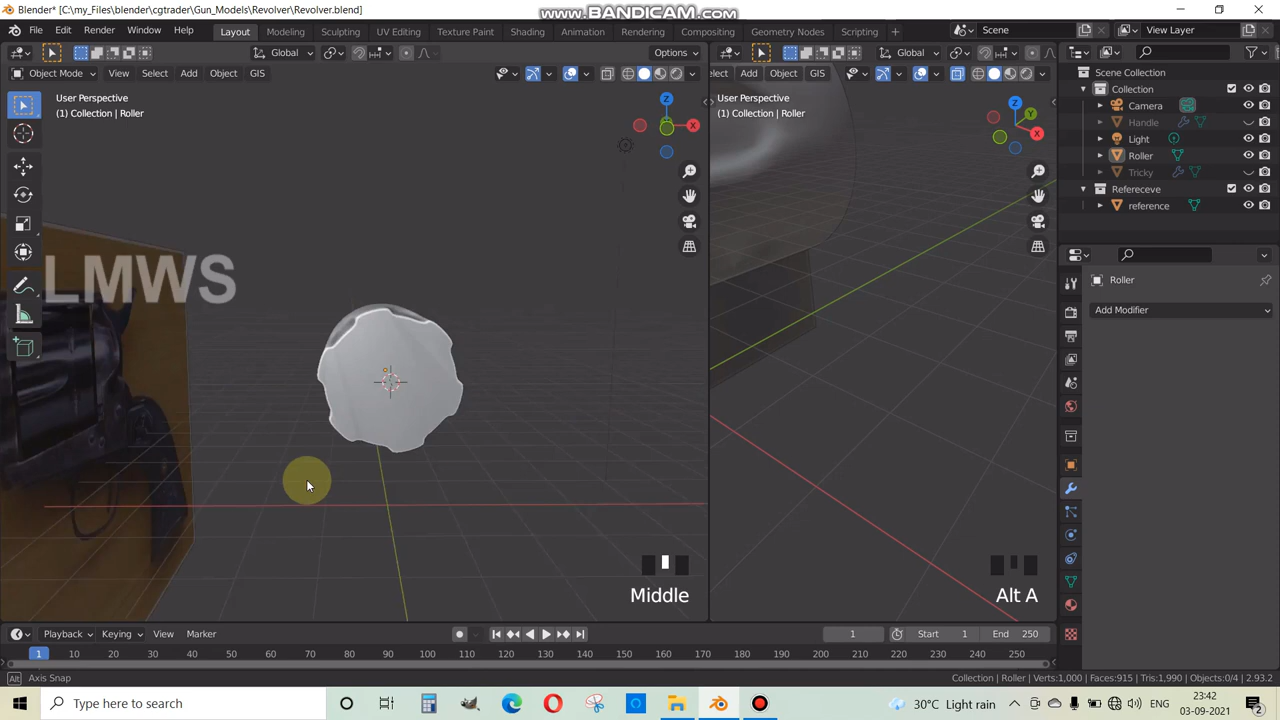 Blender* [C:\my_Files\blender\cgtrader\Gun_Models\Revolver\Revolver.blend]
www.BANDICAM.com
File Edit Render Window Help Layout Modeling Sculpting UV Editing Texture Paint Shading Animation Rendering Compositing Geometry Nodes Scripting + Scene View Layer
Global Options Global
Object Mode View Select Add Object GIS elect Add Object GIS
Scene Collection
Collection
Camera
Handle
Light
Roller
Tricky
Refereceve
reference
User Perspective
(1) Collection | Roller
Z
X
User Perspective
(1) Collection | Roller
Z
Y
X
LMWS
Roller
Add Modifier
Middle
Alt A
Playback Keying View Marker 1 Start 1 End 250
1 10 20 30 40 50 60 70 80 90 100 110 120 130 140 150 160 170 180 190 200 210 220 230 240 250
Alt Axis Snap Collection | Roller | Verts:1,000 | Faces:915 | Tris:1,990 | Objects:0/4 | 2.93.2
Type here to search
30°C Light rain
ENG
23:42
03-09-2021
2